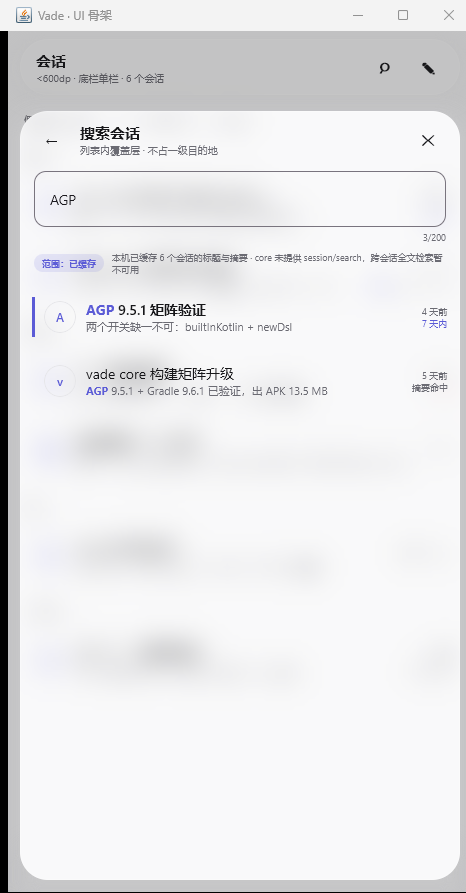 Vade · UI 骨架
会话
<600dp · 底栏单栏 · 6 个会话
搜索会话
列表内覆盖层 · 不占一级目的地
AGP
3/200
范围：已缓存
本机已缓存 6 个会话的标题与摘要 · core 未提供 session/search，跨会话全文检索暂
不可用
A
AGP 9.5.1 矩阵验证
4 天前
两个开关缺一不可：builtInKotlin + newDsl
7 天内
v
vade core 构建矩阵升级
5 天前
AGP 9.5.1 + Gradle 9.6.1 已验证，出 APK 13.5 MB
摘要命中